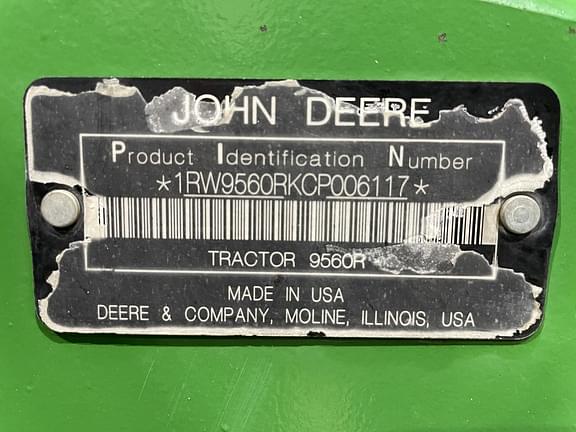 JOHN DEERE
Product Identification Number
*1RW9560RKCP006117*
TRACTOR 9560R
MADE IN USA
DEERE & COMPANY, MOLINE, ILLINOIS, USA